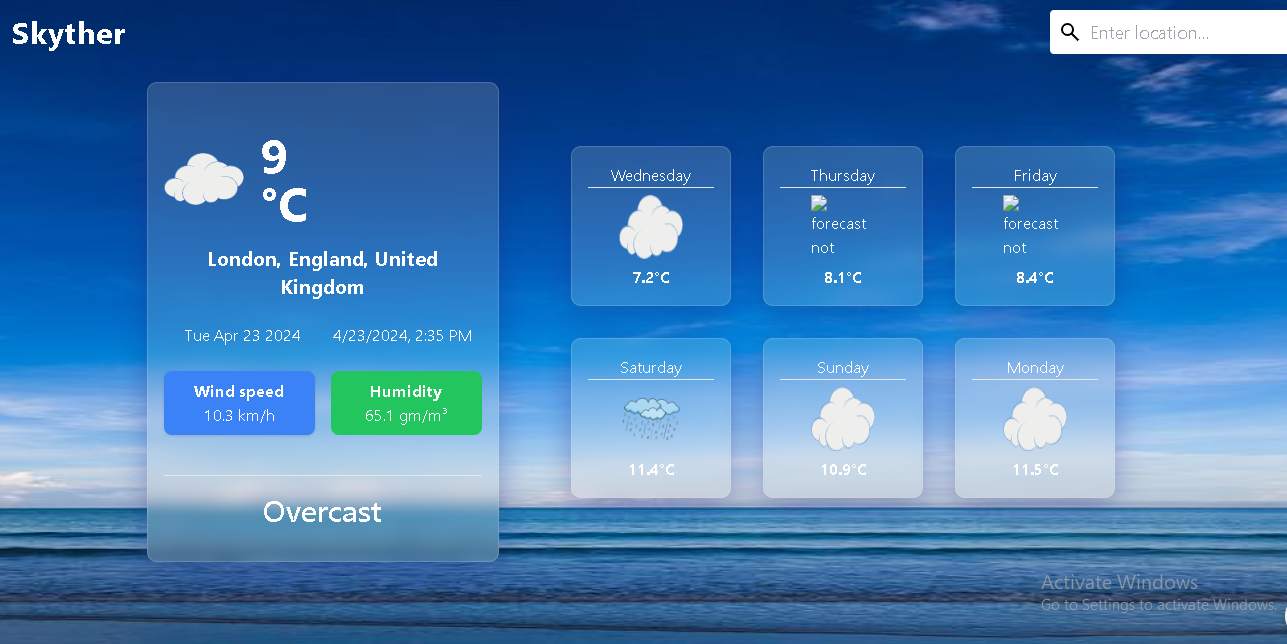 Skyther
Enter location...
9
°C
London, England, United
Kingdom
Tue Apr 23 2024
4/23/2024, 2:35 PM
Wind speed
10.3 km/h
Humidity
65.1 gm/m³
Overcast
Wednesday
7.2°C
Thursday
forecast
not
8.1°C
Friday
forecast
not
8.4°C
Saturday
11.4°C
Sunday
10.9°C
Monday
11.5°C
Activate Windows
Go to Settings to activate Windows.